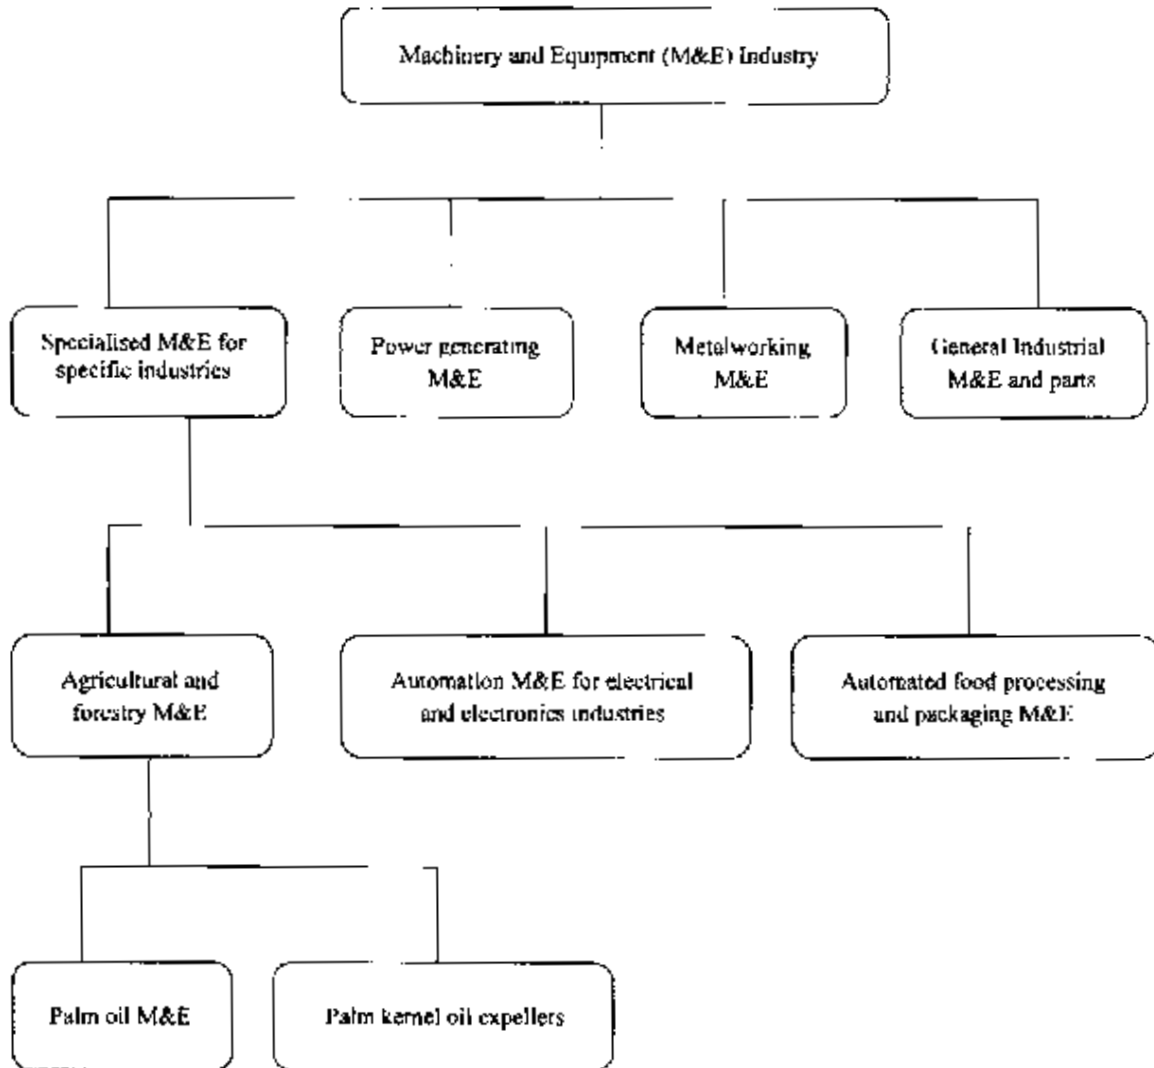 Machinery and Equipment (M&E) Industry
Specialised M&E for
specific industries
Power generating
M&E
Metalworking
M&E
General Industrial
M&E and parts
Agricultural and
forestry M&E
Automation M&E for electrical
and electronics industries
Automated food processing
and packaging M&E
Palm oil M&E
Palm kernel oil expellers